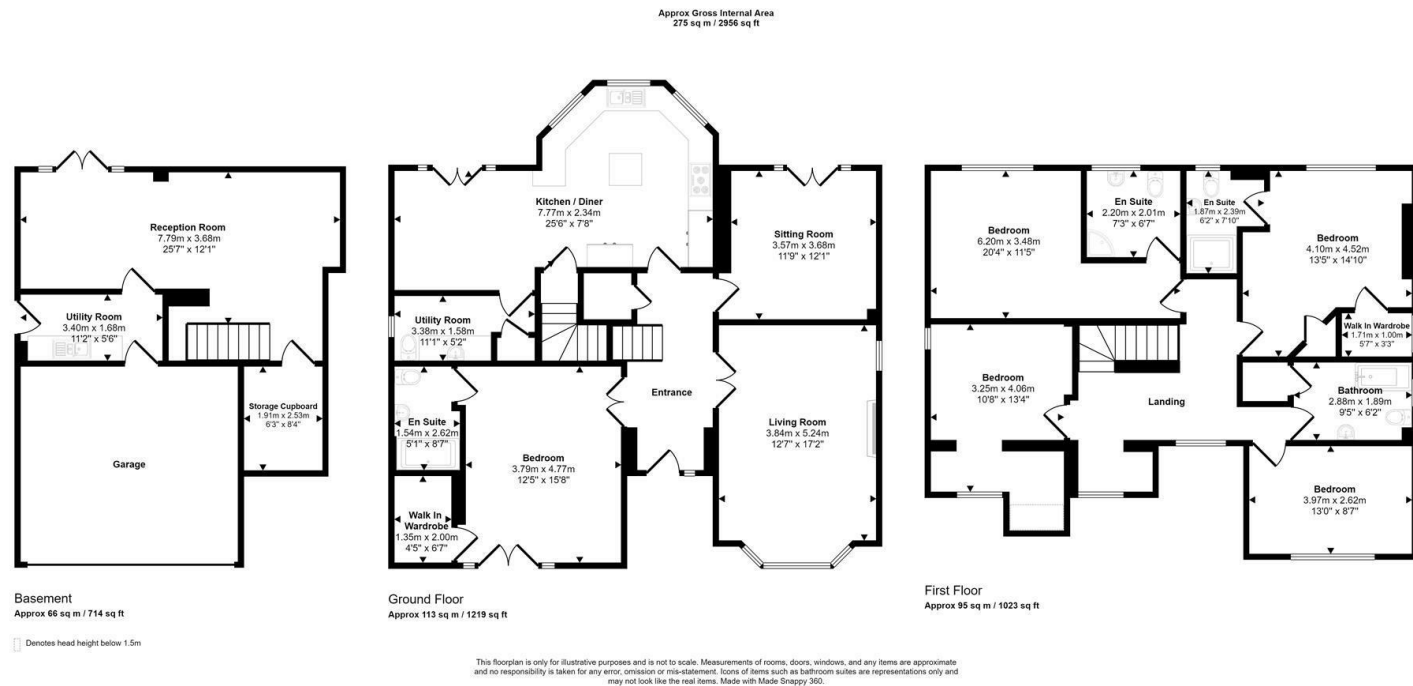 Approx Gross Internal Area
275 sq m / 2956 sq ft
Reception Room
7.79m x 3.68m
25'7" x 12'1"
Utility Room
3.40m x 1.68m
11'2" x 5'6"
Storage Cupboard
1.91m x 2.53m
6'3" x 8'4"
Garage
Basement
Approx 66 sq m / 714 sq ft
Denotes head height below 1.5m
Kitchen / Diner
7.77m x 2.34m
25'6" x 7'8"
Sitting Room
3.57m x 3.68m
11'9" x 12'1"
Utility Room
3.38m x 1.58m
11'1" x 5'2"
Entrance
En Suite
1.54m x 2.62m
5'1" x 8'7"
Living Room
3.84m x 5.24m
12'7" x 17'2"
Bedroom
3.79m x 4.77m
12'5" x 15'8"
Walk In
Wardrobe
1.35m x 2.00m
4'5" x 6'7"
Ground Floor
Approx 113 sq m / 1219 sq ft
Bedroom
6.20m x 3.48m
20'4" x 11'5"
En Suite
2.20m x 2.01m
7'3" x 6'7"
En Suite
1.87m x 2.39m
6'2" x 7'10"
Bedroom
4.10m x 4.52m
13'5" x 14'10"
Walk In Wardrobe
1.71m x 1.00m
5'7" x 3'3"
Bedroom
3.25m x 4.06m
10'8" x 13'4"
Landing
Bathroom
2.88m x 1.89m
9'5" x 6'2"
Bedroom
3.97m x 2.62m
13'0" x 8'7"
First Floor
Approx 95 sq m / 1023 sq ft
This floorplan is only for illustrative purposes and is not to scale. Measurements of rooms, doors, windows, and any items are approximate
and no responsibility is taken for any error, omission or mis-statement. Icons of items such as bathroom suites are representations only and
may not look like the real items. Made with Made Snappy 360.